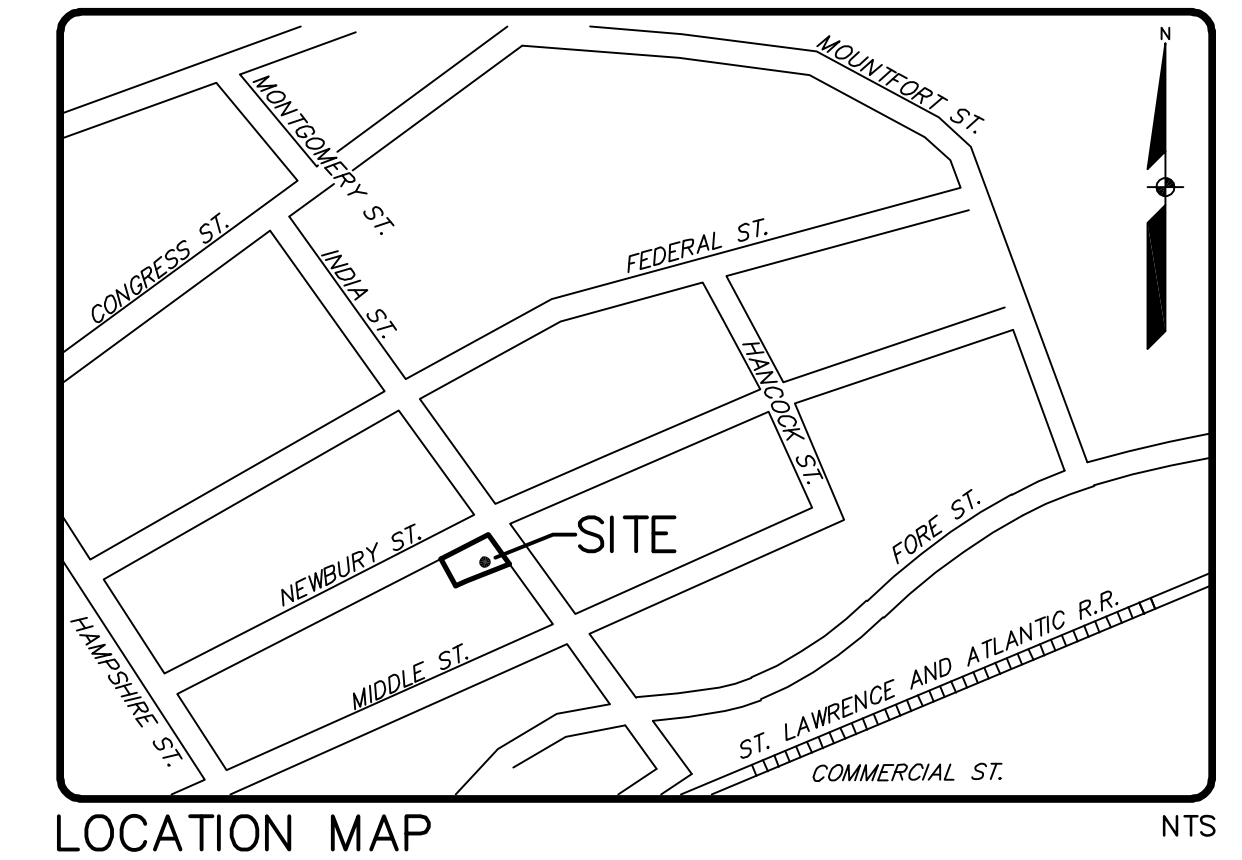 N
MOUNTFORT ST.
MONTGOMERY ST.
CONGRESS ST.
FEDERAL ST.
INDIA ST.
HANCOCK ST.
SITE
FORE ST.
NEWBURY ST.
HAMPSHIRE ST.
MIDDLE ST.
ST. LAWRENCE AND ATLANTIC R.R.
COMMERCIAL ST.
LOCATION MAP
NTS